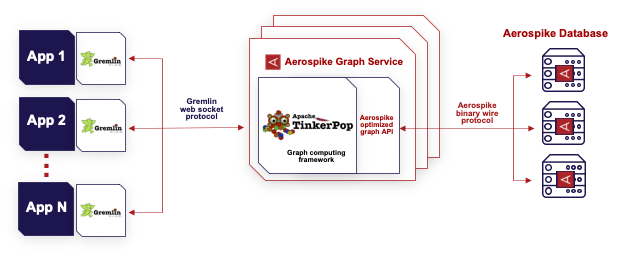 App 1
Gremlin
App 2
Gremlin
App N
Gremlin
Gremlin
web socket
protocol
Aerospike Graph Service
Apache
TinkerPop
Graph computing
framework
Aerospike
optimized
graph API
Aerospike
binary wire
protocol
Aerospike Database